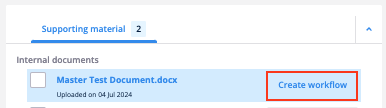 Supporting material 2
Internal documents
Master Test Document.docx
Create workflow
Uploaded on 04 Jul 2024